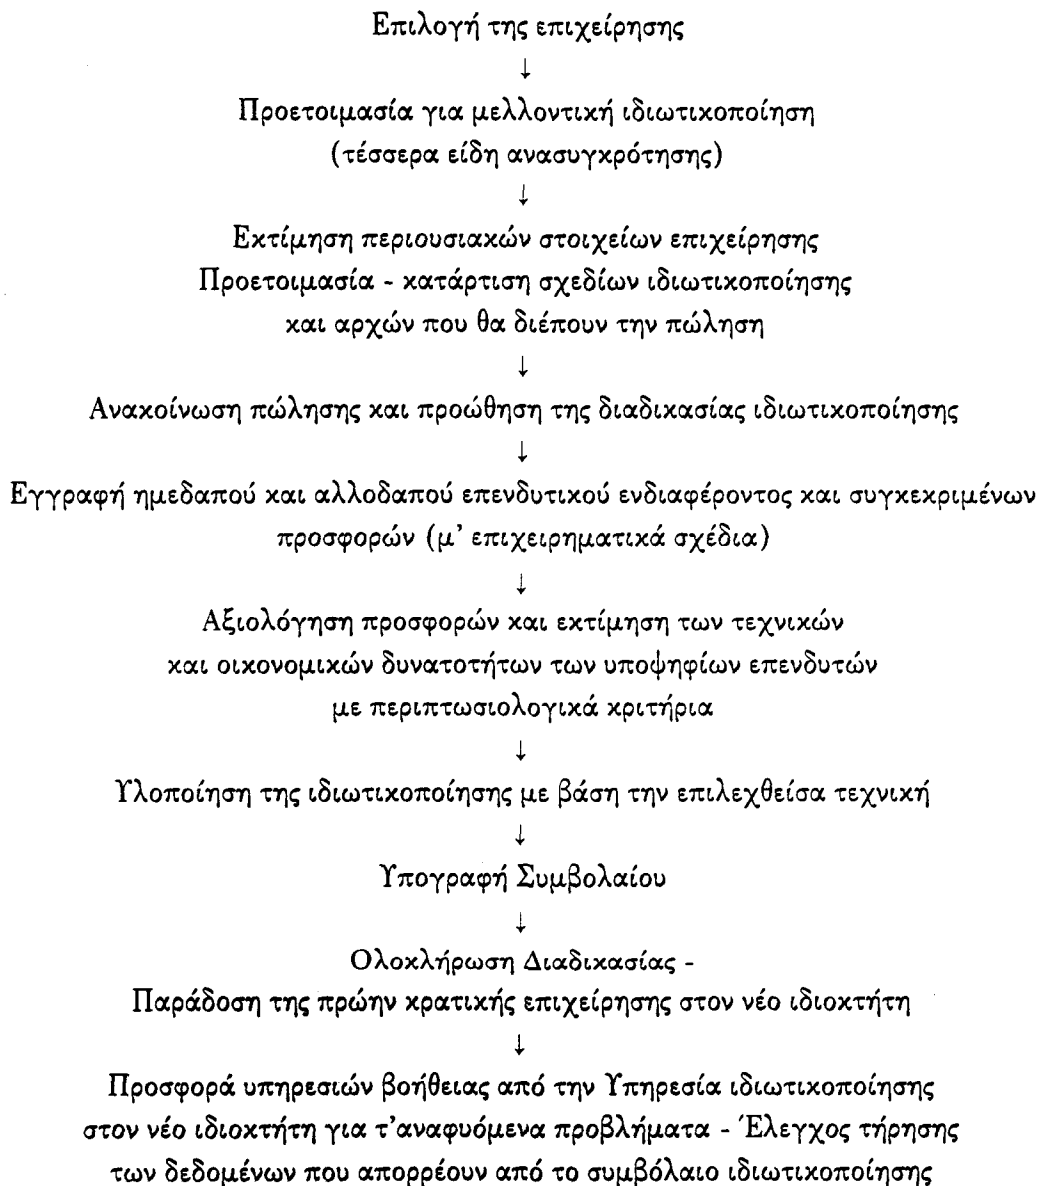 Επιλογή της επιχείρησης
↓
Προετοιμασία για μελλοντική ιδιωτικοποίηση
(τέσσερα είδη ανασυγκρότησης)
↓
Εκτίμηση περιουσιακών στοιχείων επιχείρησης
Προετοιμασία - κατάρτιση σχεδίων ιδιωτικοποίησης
και αρχών που θα διέπουν την πώληση
↓
Ανακοίνωση πώλησης και προώθηση της διαδικασίας ιδιωτικοποίησης
↓
Εγγραφή ημεδαπού και αλλοδαπού επενδυτικού ενδιαφέροντος και συγκεκριμένων
προσφορών (μ' επιχειρηματικά σχέδια)
↓
Αξιολόγηση προσφορών και εκτίμηση των τεχνικών
και οικονομικών δυνατοτήτων των υποψηφίων επενδυτών
με περιπτωσιολογικά κριτήρια
↓
Υλοποίηση της ιδιωτικοποίησης με βάση την επιλεχθείσα τεχνική
↓
Υπογραφή Συμβολαίου
↓
Ολοκλήρωση Διαδικασίας -
Παράδοση της πρώην κρατικής επιχείρησης στον νέο ιδιοκτήτη
↓
Προσφορά υπηρεσιών βοήθειας από την Υπηρεσία ιδιωτικοποίησης
στον νέο ιδιοκτήτη για τ'αναφυόμενα προβλήματα - Έλεγχος τήρησης
των δεδομένων που απορρέουν από το συμβόλαιο ιδιωτικοποίησης